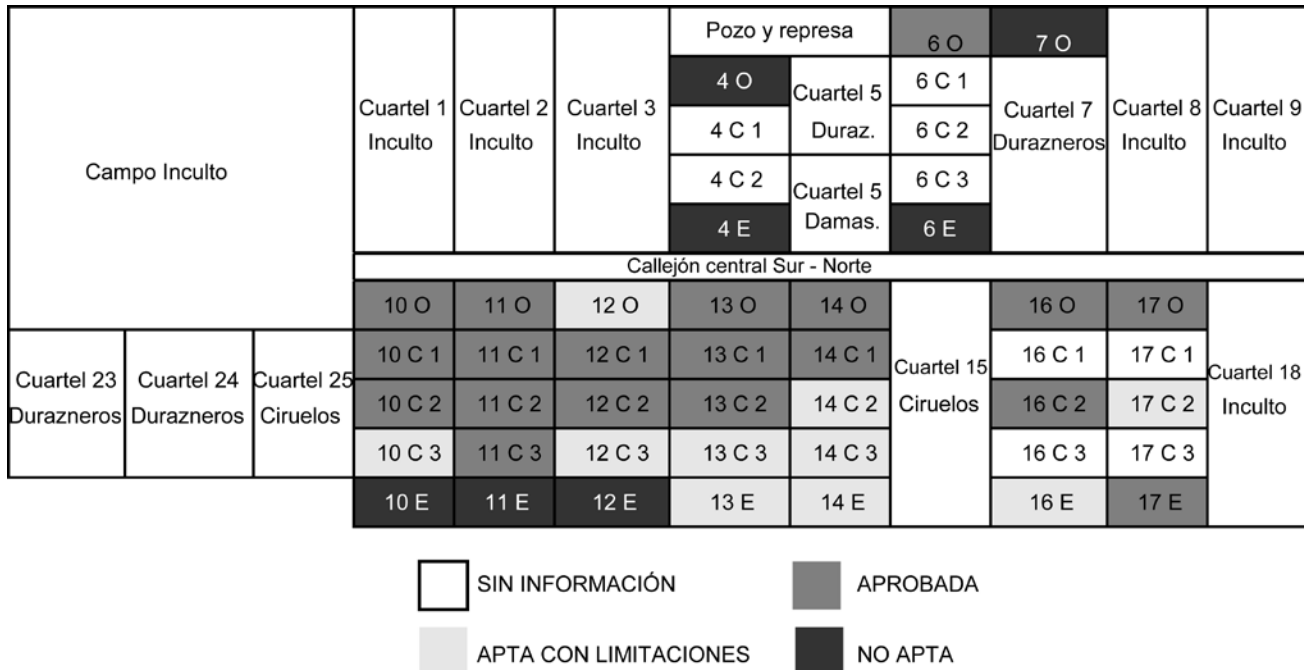 Pozo y represa
6 O
7 O
Campo Inculto
Cuartel 1
Inculto
Cuartel 2
Inculto
Cuartel 3
Inculto
4 O
4 C 1
4 C 2
4 E
Cuartel 5
Duraz.
Cuartel 5
Damas.
6 C 1
6 C 2
6 C 3
6 E
Cuartel 7
Durazneros
Cuartel 8
Inculto
Cuartel 9
Inculto
Callejón central Sur - Norte
10 O
11 O
12 O
13 O
14 O
16 O
17 O
10 C 1
11 C 1
12 C 1
13 C 1
14 C 1
16 C 1
17 C 1
Cuartel 23
Durazneros
Cuartel 24
Durazneros
Cuartel 25
Ciruelos
Cuartel 15
Ciruelos
Cuartel 18
Inculto
10 C 2
11 C 2
12 C 2
13 C 2
14 C 2
16 C 2
17 C 2
10 C 3
11 C 3
12 C 3
13 C 3
14 C 3
16 C 3
17 C 3
10 E
11 E
12 E
13 E
14 E
16 E
17 E
SIN INFORMACIÓN
APROBADA
APTA CON LIMITACIONES
NO APTA